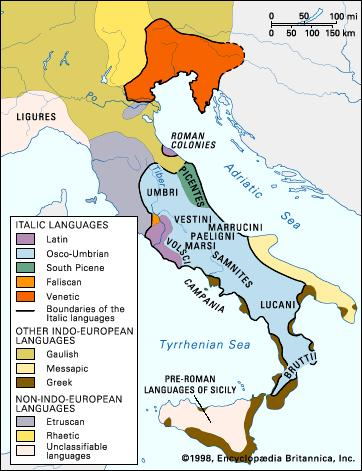 0 50 100 mi
0 50 100 150 km
Po
LIGURES
ROMAN
COLONIES
Adriatic
Sea
PICENTES
Tiber
UMBRI
VESTINI
MARRUCINI
PAELIGNI
MARSI
VOLSCI
SAMNITES
CAMPANIA
LUCANI
BRUTTII
Tyrrhenian Sea
PRE-ROMAN
LANGUAGES OF SICILY
ITALIC LANGUAGES
Latin
Osco-Umbrian
South Picene
Faliscan
Venetic
Boundaries of the
Italic languages
OTHER INDO-EUROPEAN
LANGUAGES
Gaulish
Messapic
Greek
NON-INDO-EUROPEAN
LANGUAGES
Etruscan
Rhaetic
Unclassifiable
languages
©1998, Encyclopædia Britannica, Inc.